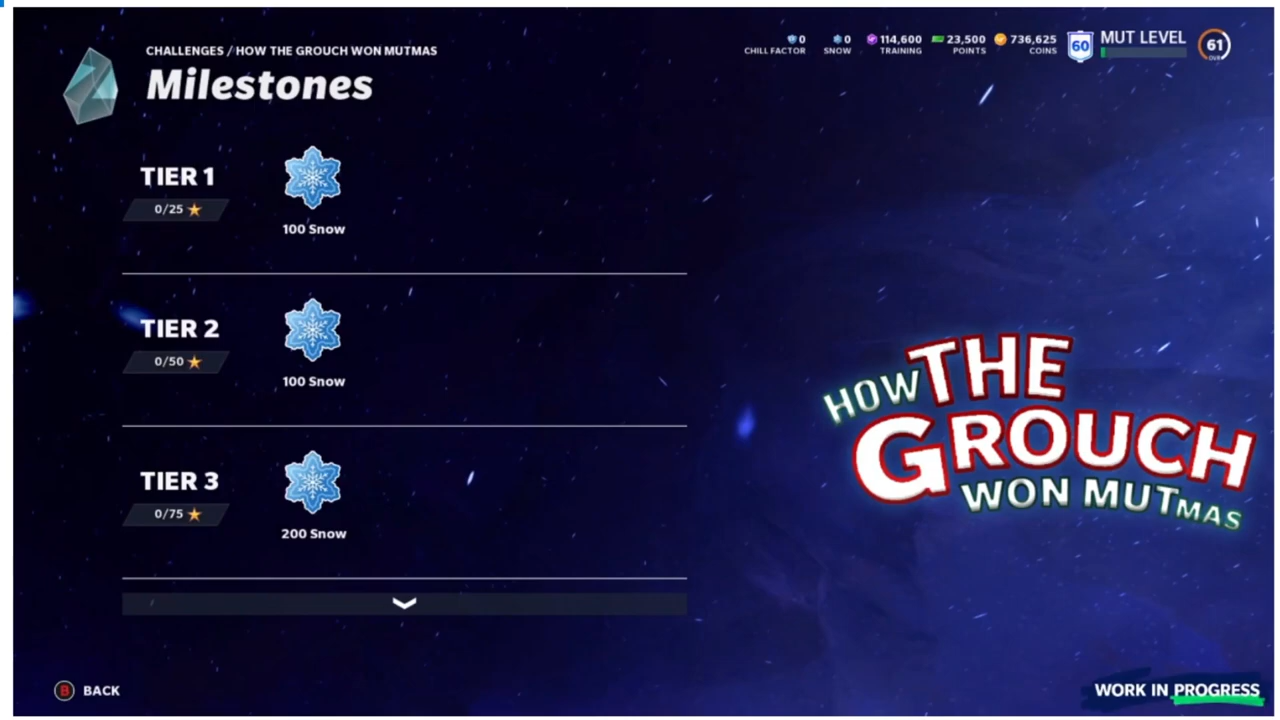 CHALLENGES / HOW THE GROUCH WON MUTMAS
Milestones
0 CHILL FACTOR
0 SNOW
114,600 TRAINING
23,500 POINTS
736,625 COINS
60
MUT LEVEL
61 OVR
TIER 1
0/25
100 Snow
TIER 2
0/50
100 Snow
TIER 3
0/75
200 Snow
HOW THE
GROUCH
WON MUTMAS
B BACK
WORK IN PROGRESS